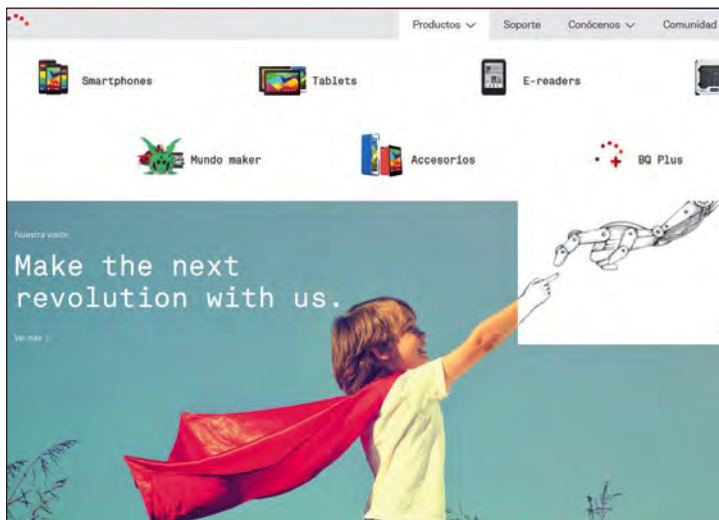 Productos Soporte Conócenos Comunidad
Smartphones Tablets E-readers
Mundo maker Accesorios BQ Plus
Nuestra visión
Make the next
revolution with us.
Ver más